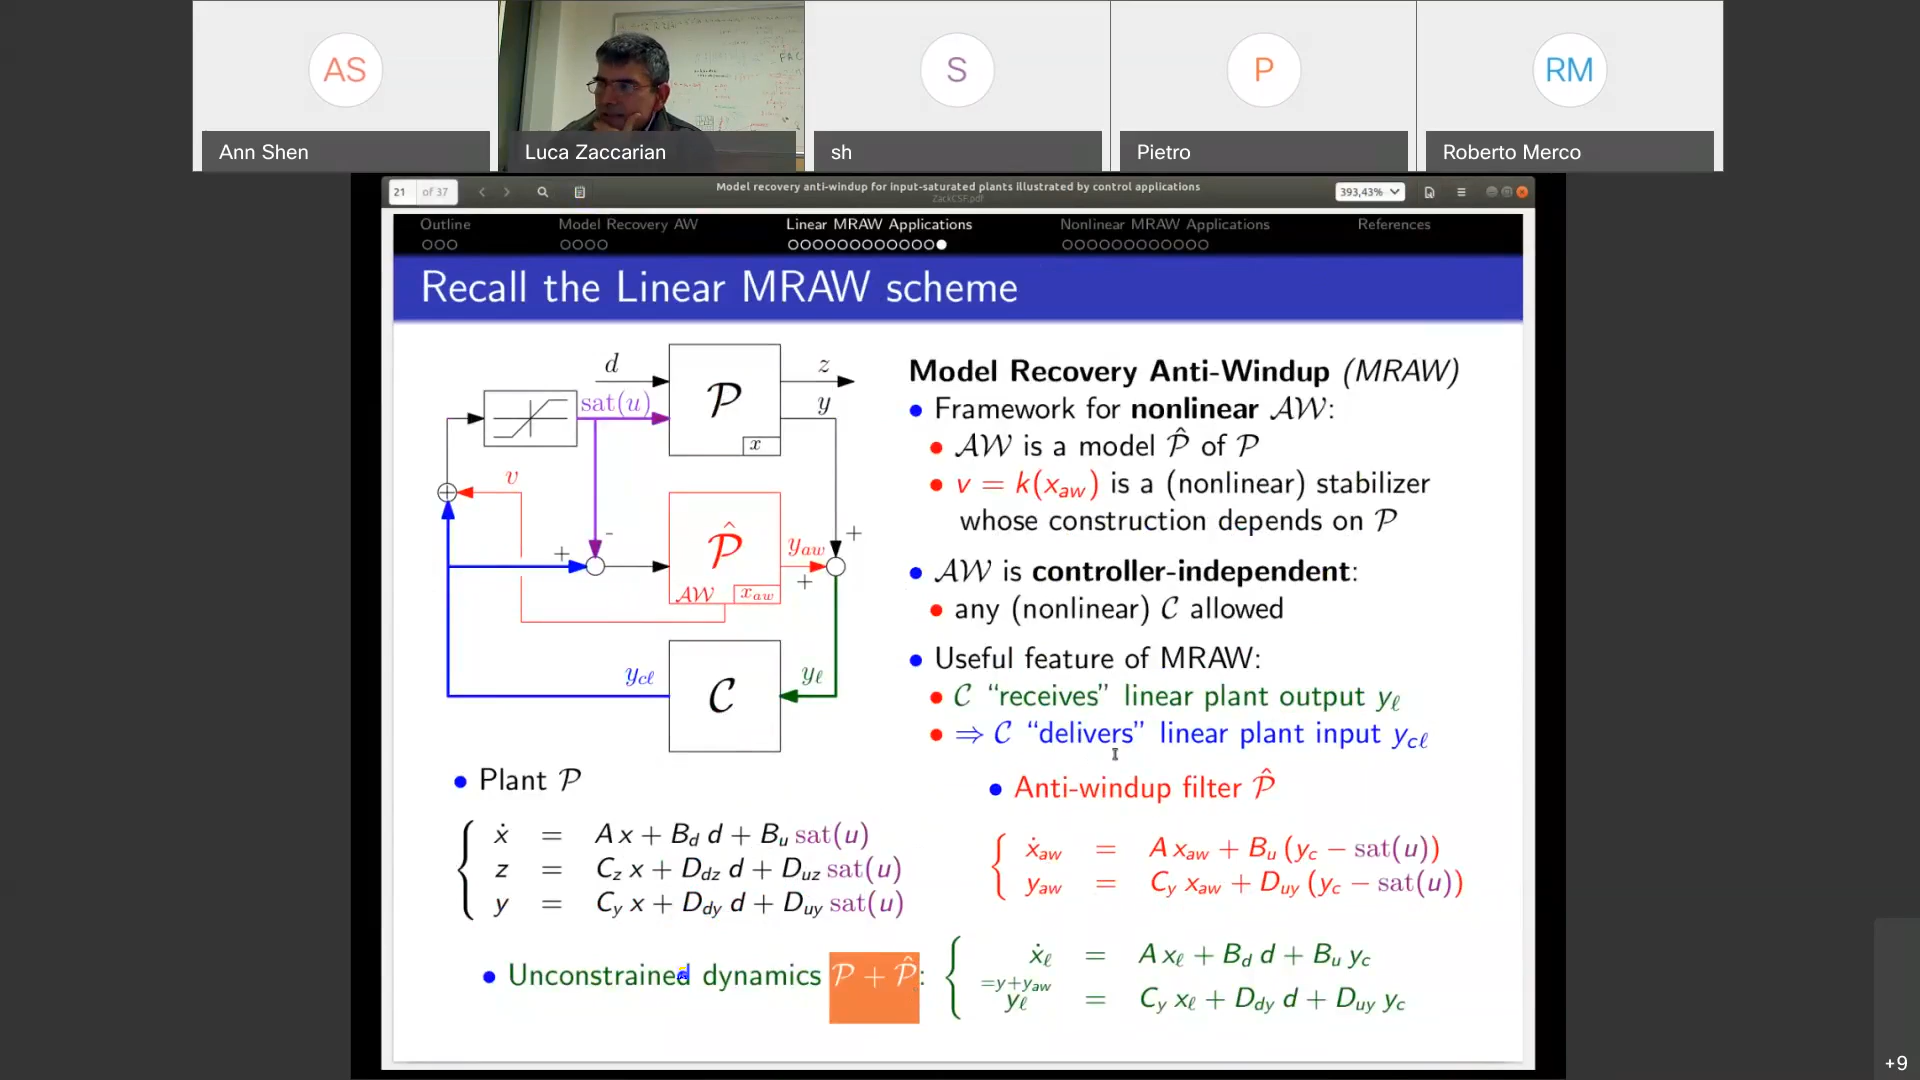 AS
S
P
RM
Ann Shen
Luca Zaccarian
sh
Pietro
Roberto Merco
21 of 37
Model recovery anti-windup for input-saturated plants illustrated by control applications
ZackCSF.pdf
393,43%
Outline
Model Recovery AW
Linear MRAW Applications
Nonlinear MRAW Applications
References
Recall the Linear MRAW scheme
d
sat(u)
𝒫
x
z
y
v
-
+
𝒫̂
𝒜𝒲
x_aw
y_aw
+
+
𝒞
y_cℓ
y_ℓ
Model Recovery Anti-Windup (MRAW)
• Framework for nonlinear 𝒜𝒲:
• 𝒜𝒲 is a model 𝒫̂ of 𝒫
• v = k(x_aw) is a (nonlinear) stabilizer
whose construction depends on 𝒫
• 𝒜𝒲 is controller-independent:
• any (nonlinear) 𝒞 allowed
• Useful feature of MRAW:
• 𝒞 “receives” linear plant output y_ℓ
• ⇒ 𝒞 “delivers” linear plant input y_cℓ
• Plant 𝒫
ẋ = A x + B_d d + B_u sat(u)
z = C_z x + D_dz d + D_uz sat(u)
y = C_y x + D_dy d + D_uy sat(u)
• Anti-windup filter 𝒫̂
ẋ_aw = A x_aw + B_u (y_c − sat(u))
y_aw = C_y x_aw + D_uy (y_c − sat(u))
• Unconstrained dynamics 𝒫 + 𝒫̂:
ẋ_ℓ = A x_ℓ + B_d d + B_u y_c
=y+y_aw
y_ℓ = C_y x_ℓ + D_dy d + D_uy y_c
+9